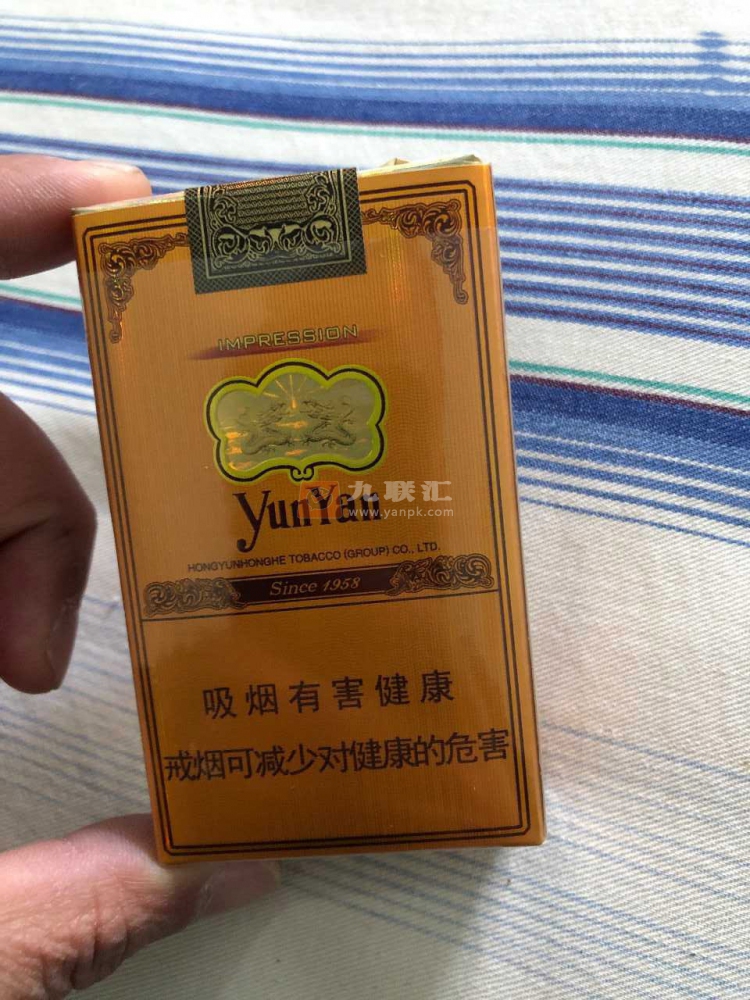 IMPRESSION
YunYan
九联汇
www.yanpk.com
HONGYUNHONGHE TOBACCO (GROUP) CO., LTD.
Since 1958
吸烟有害健康
戒烟可减少对健康的危害